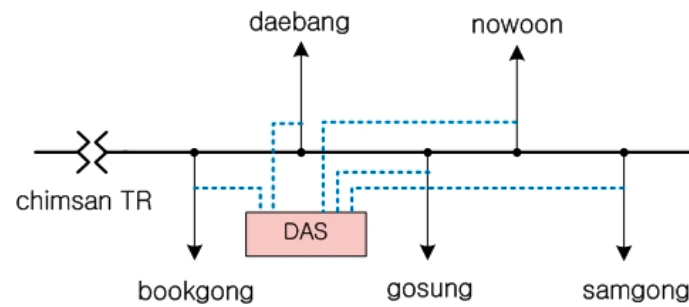 daebang
nowoon
chimsan TR
DAS
bookgong
gosung
samgong